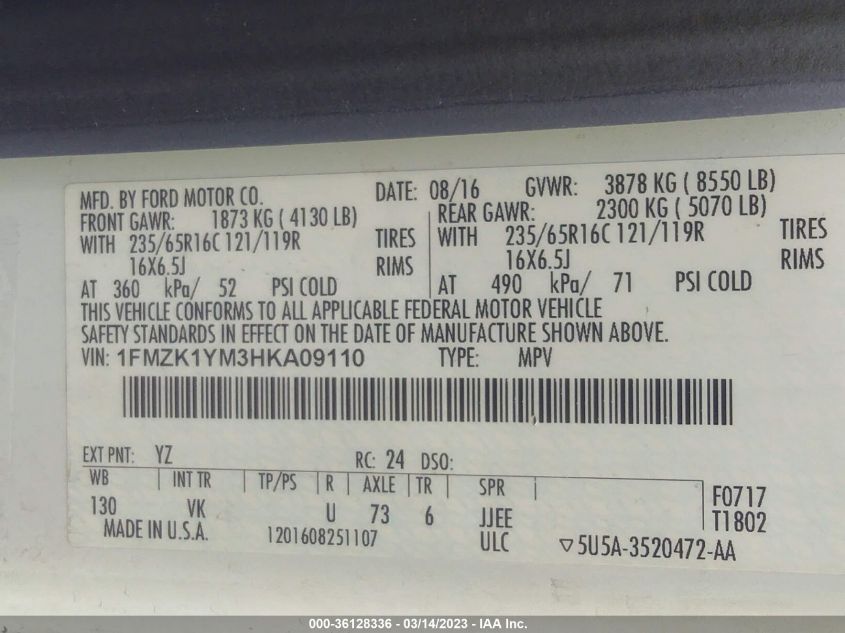 MFD. BY FORD MOTOR CO. DATE: 08/16 GVWR: 3878 KG ( 8550 LB)
FRONT GAWR: 1873 KG ( 4130 LB) REAR GAWR: 2300 KG ( 5070 LB)
WITH 235/65R16C 121/119R TIRES WITH 235/65R16C 121/119R TIRES
16X6.5J RIMS 16X6.5J RIMS
AT 360 kPa/ 52 PSI COLD AT 490 kPa/ 71 PSI COLD
THIS VEHICLE CONFORMS TO ALL APPLICABLE FEDERAL MOTOR VEHICLE
SAFETY STANDARDS IN EFFECT ON THE DATE OF MANUFACTURE SHOWN ABOVE.
VIN: 1FMZK1YM3HKA09110 TYPE: MPV
EXT PNT: YZ RC: 24 DSO:
WB INT TR TP/PS R AXLE TR SPR F0717
130 VK U 73 6 JJEE T1802
MADE IN U.S.A. 1201608251107 ULC ▽5U5A-3520472-AA
000-36128336 - 03/14/2023 - IAA Inc.